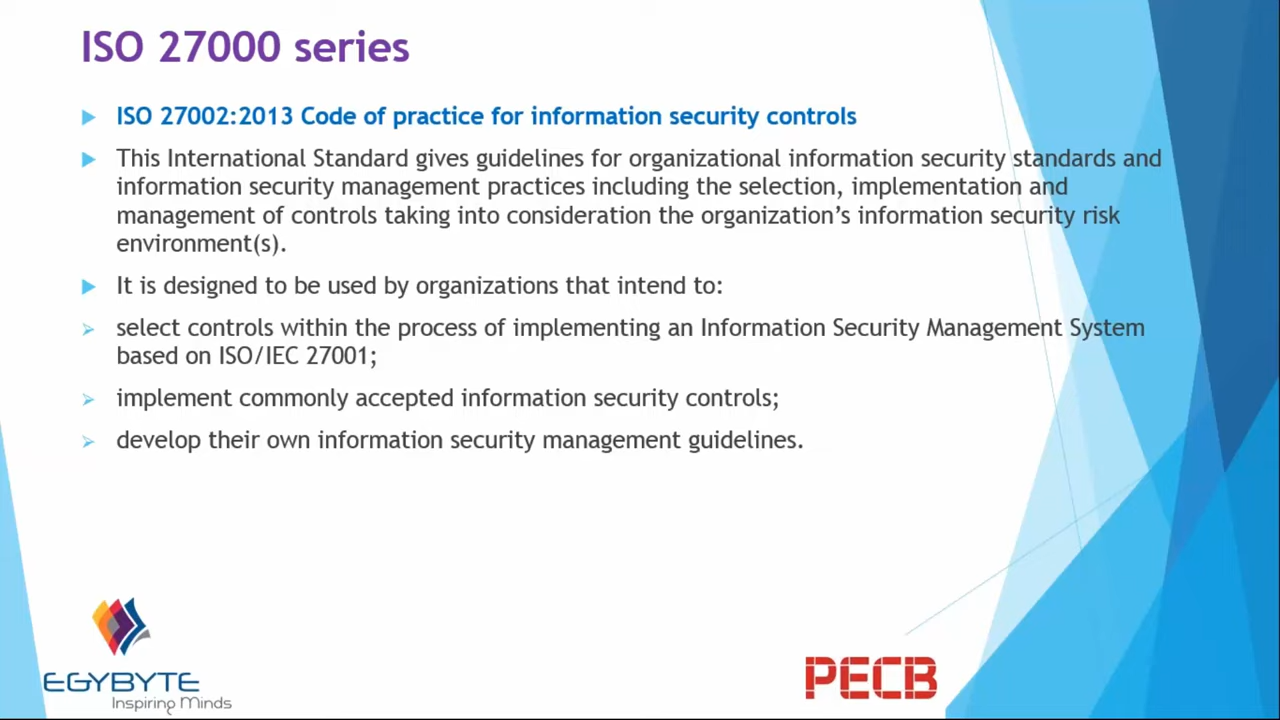 ISO 27000 series
ISO 27002:2013 Code of practice for information security controls
This International Standard gives guidelines for organizational information security standards and
information security management practices including the selection, implementation and
management of controls taking into consideration the organization’s information security risk
environment(s).
It is designed to be used by organizations that intend to:
select controls within the process of implementing an Information Security Management System
based on ISO/IEC 27001;
implement commonly accepted information security controls;
develop their own information security management guidelines.
EGYBYTE
Inspiring Minds
PECB